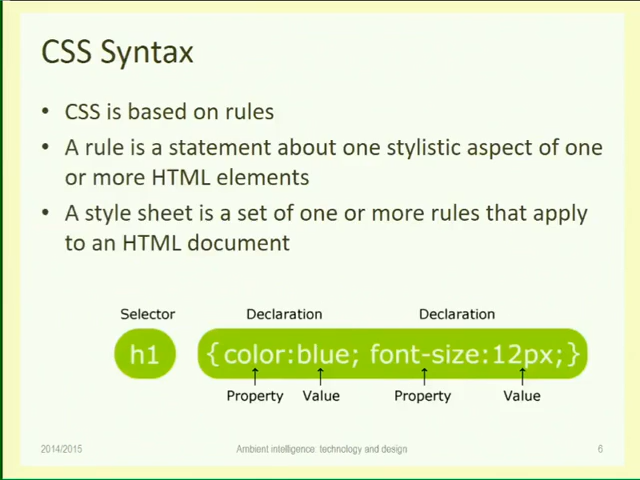 CSS Syntax
• CSS is based on rules
• A rule is a statement about one stylistic aspect of one
or more HTML elements
• A style sheet is a set of one or more rules that apply
to an HTML document
Selector Declaration Declaration
h1 {color:blue; font-size:12px;}
Property Value Property Value
2014/2015 Ambient intelligence: technology and design 6